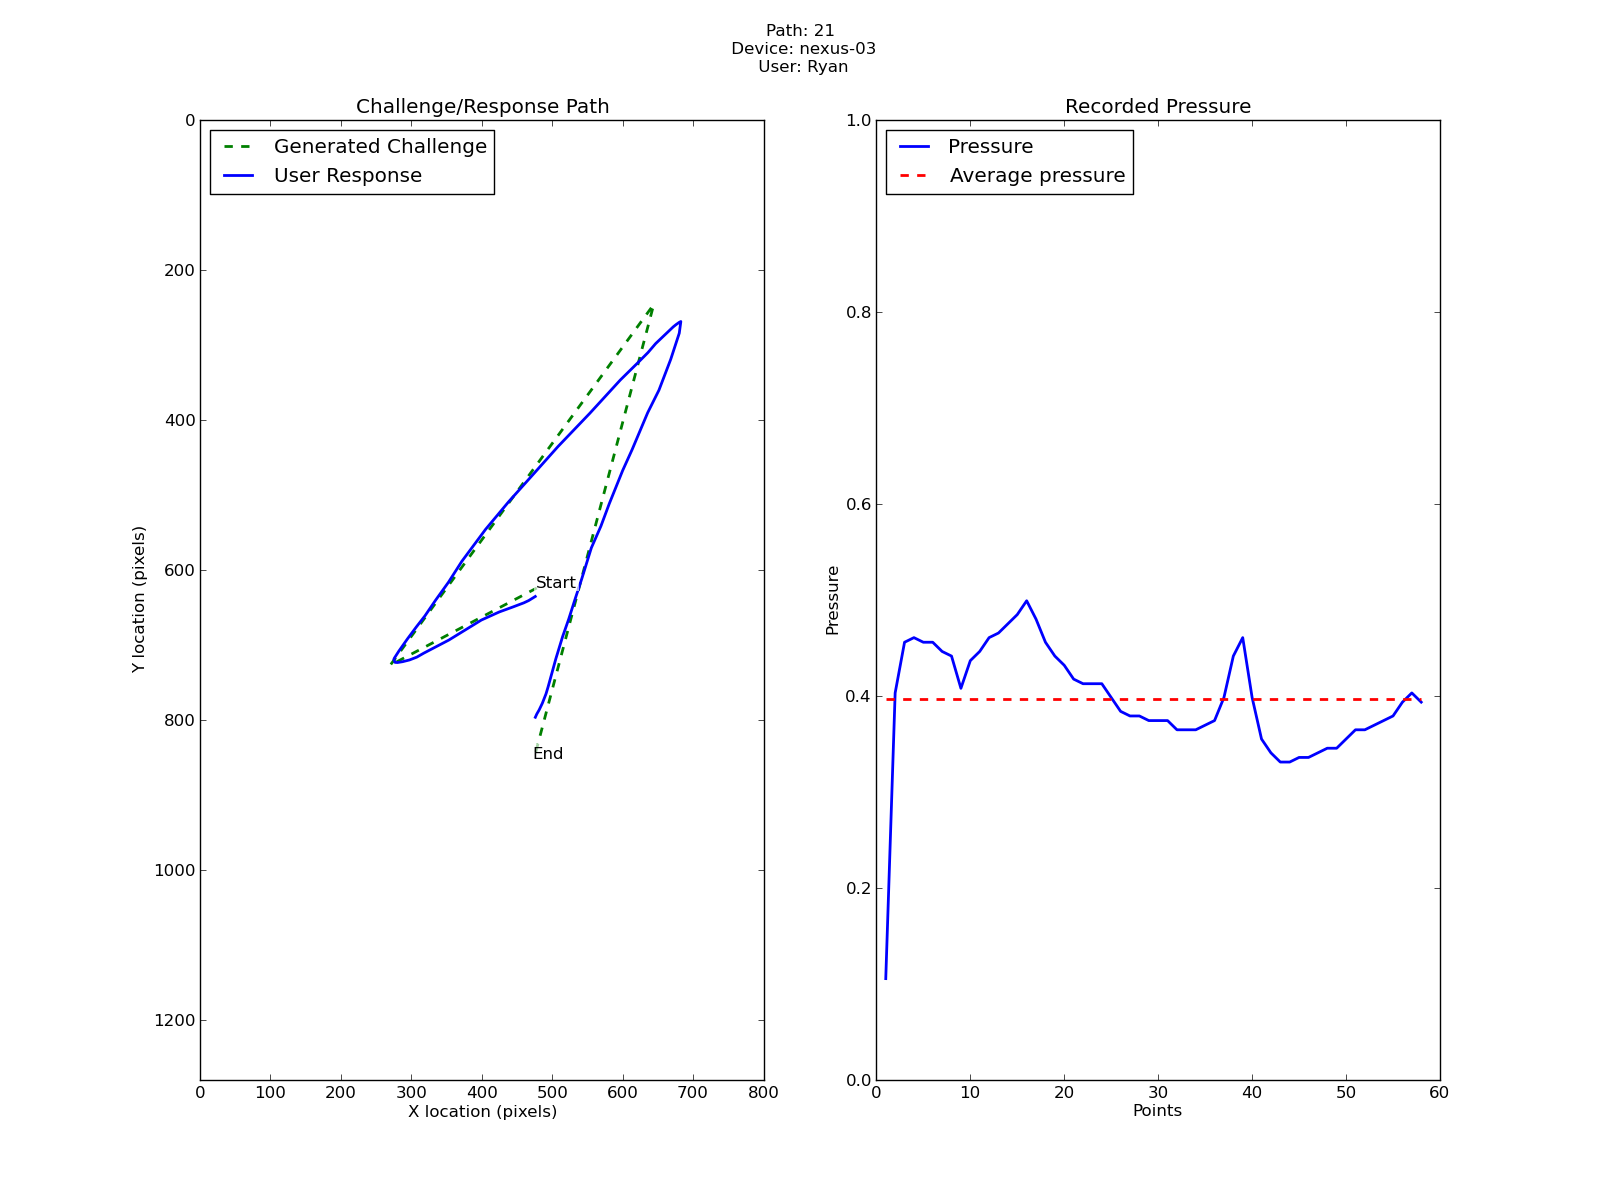 Path: 21
Device: nexus-03
User: Ryan
Challenge/Response Path
Generated Challenge
User Response
Start
End
0
200
400
600
800
1000
1200
Y location (pixels)
0 100 200 300 400 500 600 700 800
X location (pixels)
Recorded Pressure
Pressure
Average pressure
1.0
0.8
0.6
0.4
0.2
0.0
Pressure
0 10 20 30 40 50 60
Points